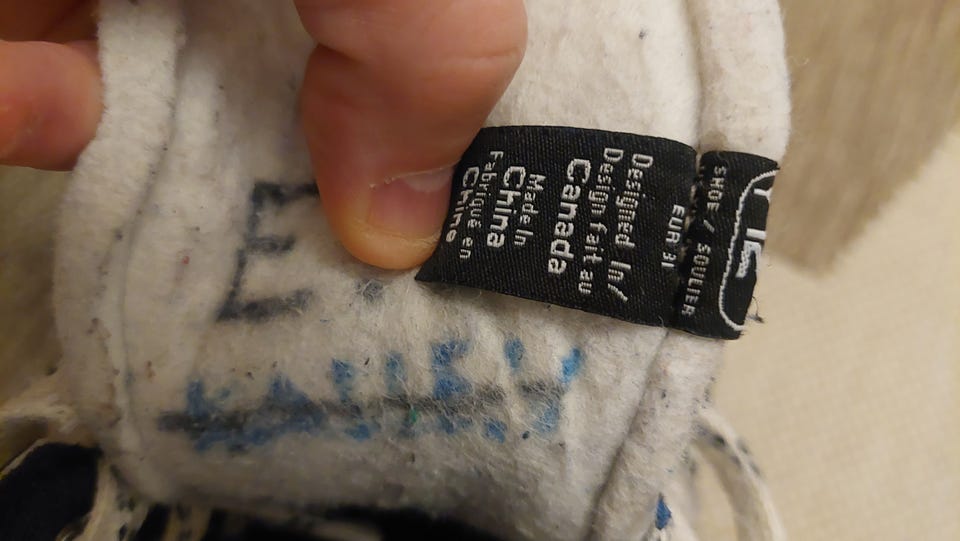 SHOE / SOULIER
EUR 31
Designed In/
Design fait au
Canada
Made In
China
Fabriqué en
Chine
E